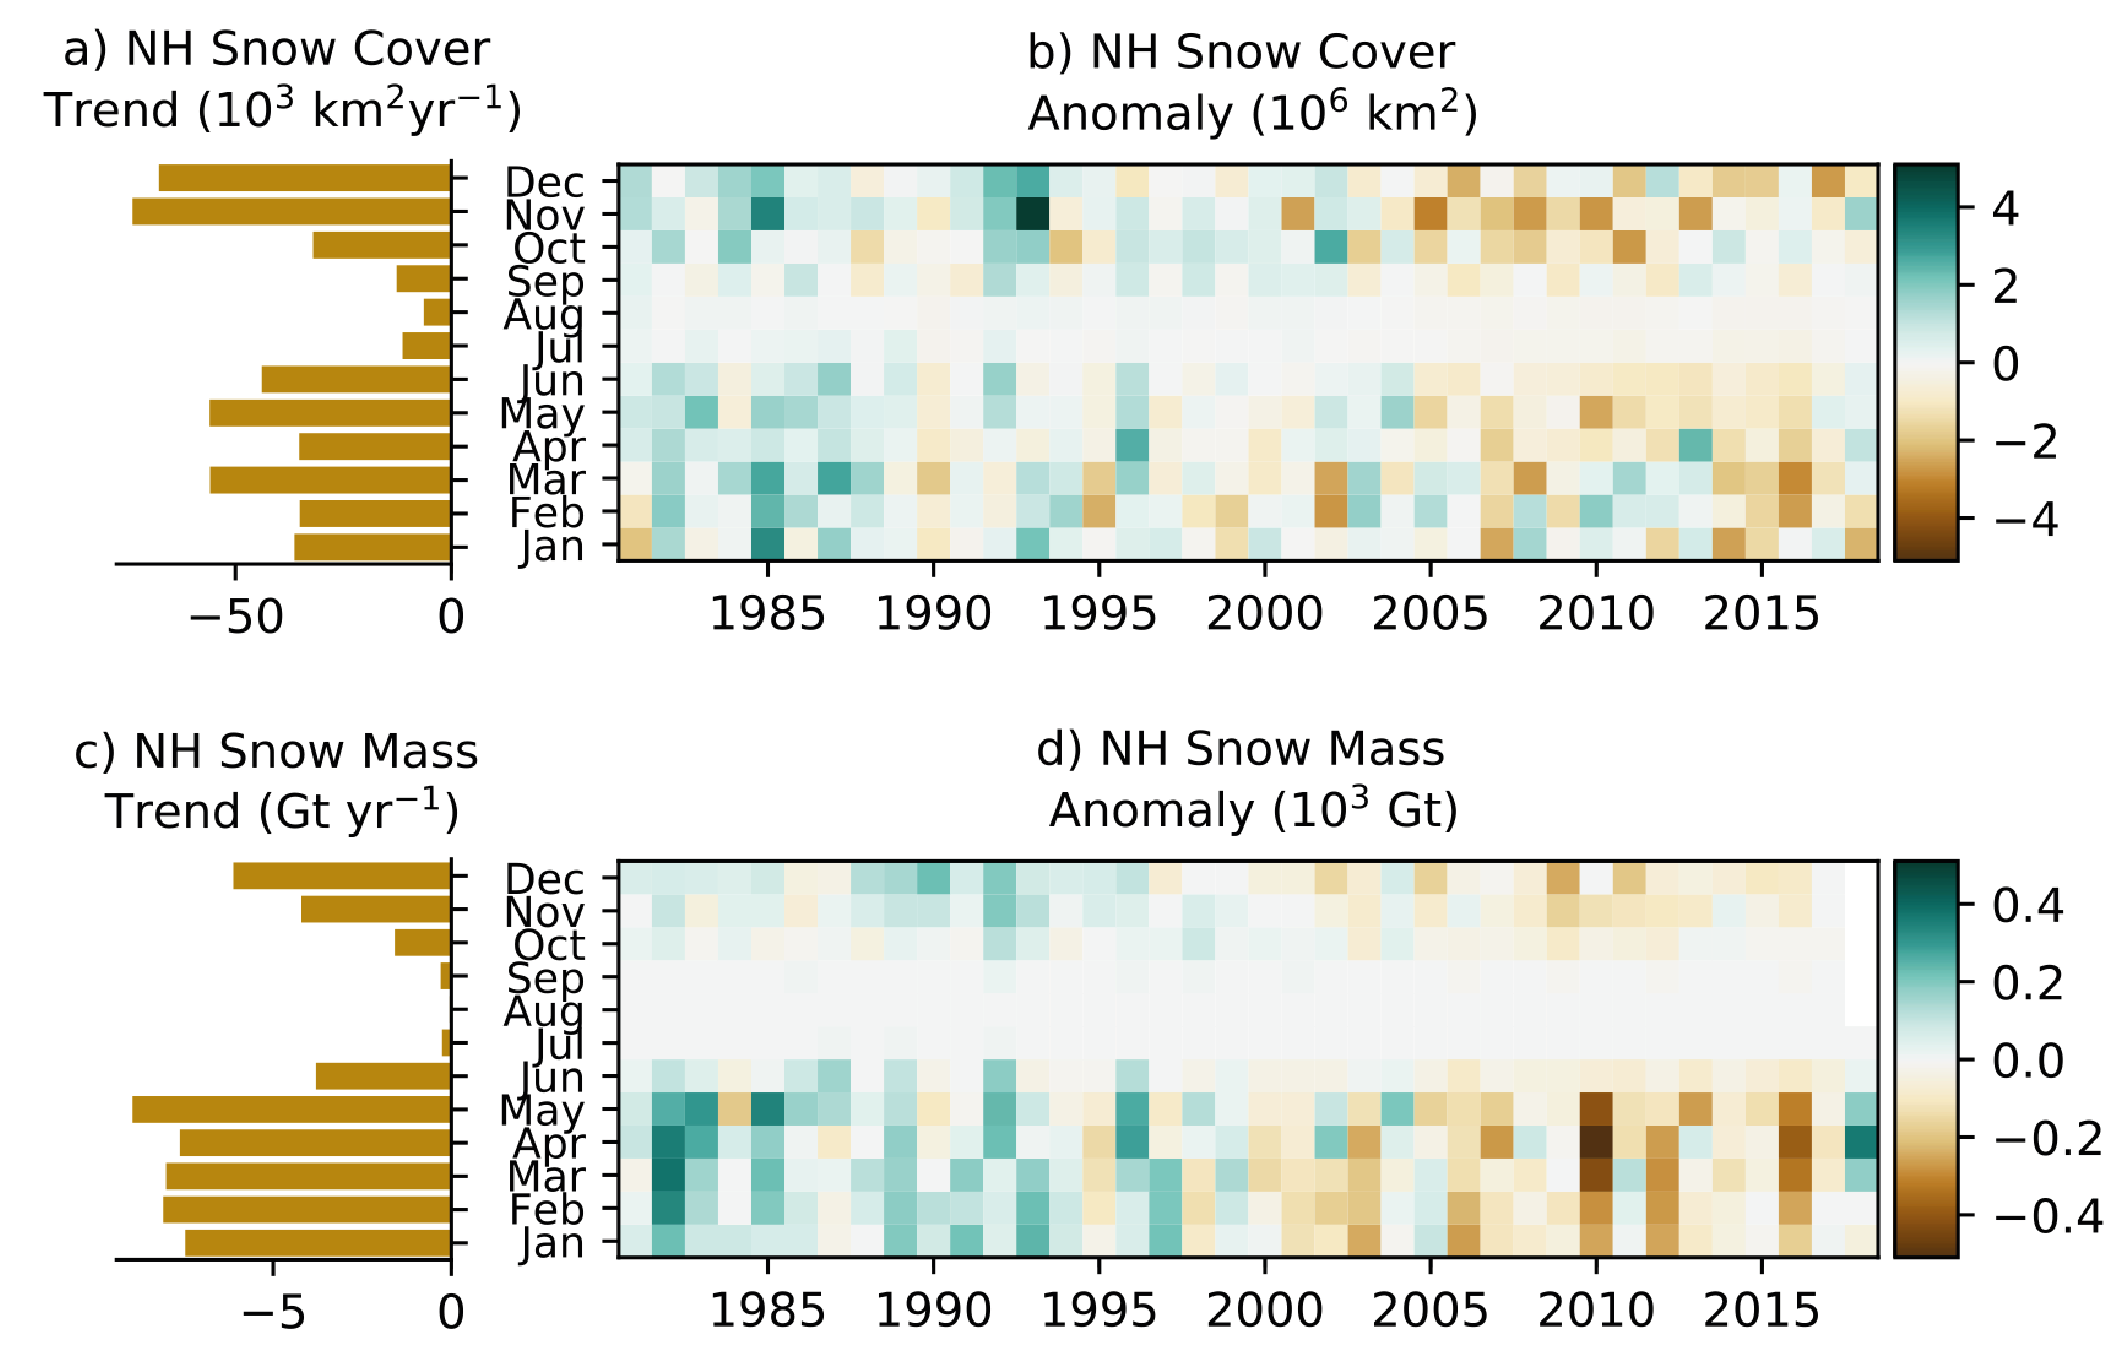 a) NH Snow Cover
Trend (10³ km²yr⁻¹)
b) NH Snow Cover
Anomaly (10⁶ km²)
Dec
Nov
Oct
Sep
Aug
Jul
Jun
May
Apr
Mar
Feb
Jan
−50 0
1985 1990 1995 2000 2005 2010 2015
4
2
0
−2
−4
c) NH Snow Mass
Trend (Gt yr⁻¹)
d) NH Snow Mass
Anomaly (10³ Gt)
Dec
Nov
Oct
Sep
Aug
Jul
Jun
May
Apr
Mar
Feb
Jan
−5 0
1985 1990 1995 2000 2005 2010 2015
0.4
0.2
0.0
−0.2
−0.4